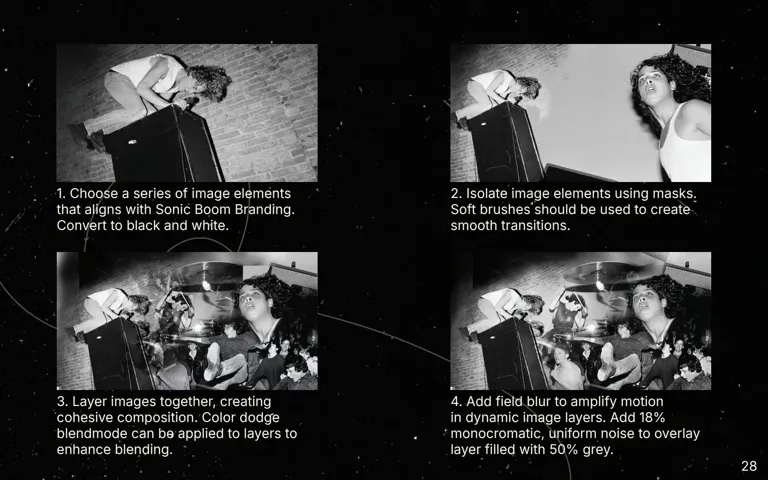 1. Choose a series of image elements
that aligns with Sonic Boom Branding.
Convert to black and white.
2. Isolate image elements using masks.
Soft brushes should be used to create
smooth transitions.
3. Layer images together, creating
cohesive composition. Color dodge
blendmode can be applied to layers to
enhance blending.
4. Add field blur to amplify motion
in dynamic image layers. Add 18%
monocromatic, uniform noise to overlay
layer filled with 50% grey.
28